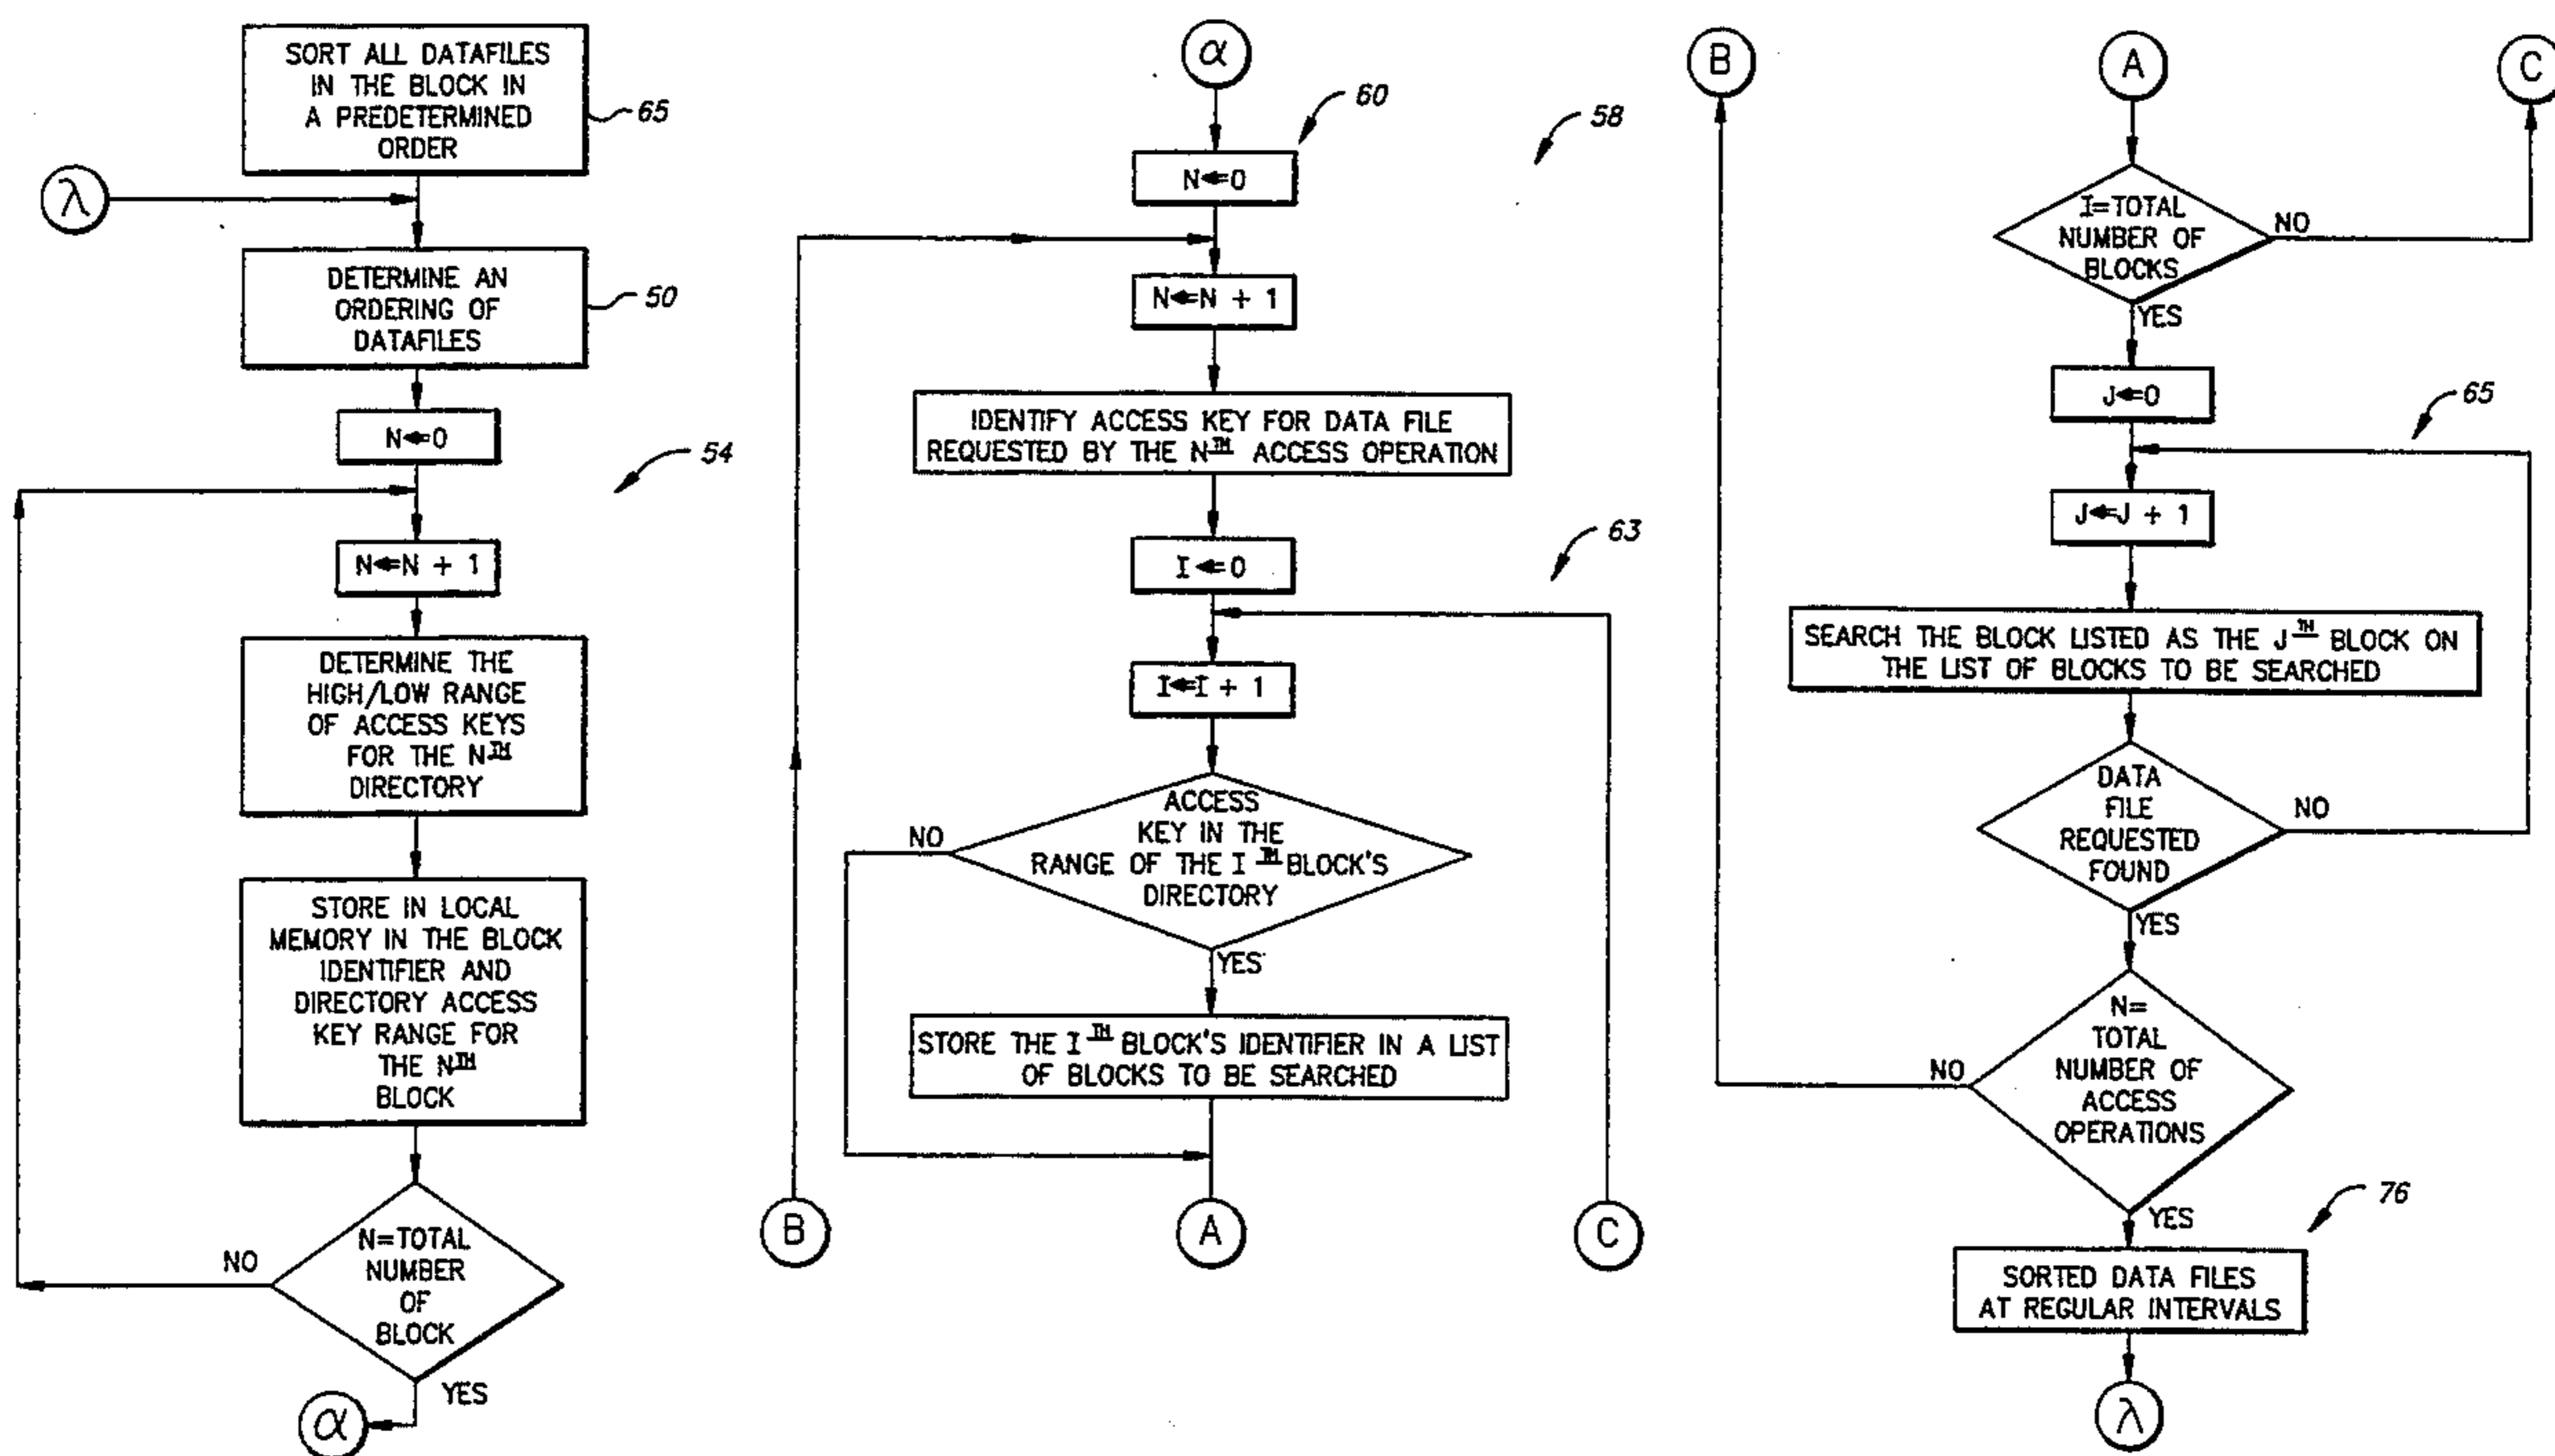 SORT ALL DATAFILES
IN THE BLOCK IN
A PREDETERMINED
ORDER
65
λ
DETERMINE AN
ORDERING OF
DATAFILES
50
N⇐0
54
N⇐N + 1
DETERMINE THE
HIGH/LOW RANGE
OF ACCESS KEYS
FOR THE NTH
DIRECTORY
STORE IN LOCAL
MEMORY IN THE BLOCK
IDENTIFIER AND
DIRECTORY ACCESS
KEY RANGE FOR
THE NTH
BLOCK
N=TOTAL
NUMBER
OF
BLOCK
NO
YES
α
α
60
58
N⇐0
N⇐N + 1
IDENTIFY ACCESS KEY FOR DATA FILE
REQUESTED BY THE NTH ACCESS OPERATION
I⇐0
63
I⇐I + 1
ACCESS
KEY IN THE
RANGE OF THE ITH BLOCK'S
DIRECTORY
NO
YES
STORE THE ITH BLOCK'S IDENTIFIER IN A LIST
OF BLOCKS TO BE SEARCHED
B
A
C
B
A
C
I=TOTAL
NUMBER OF
BLOCKS
NO
YES
J⇐0
65
J⇐J + 1
SEARCH THE BLOCK LISTED AS THE JTH BLOCK ON
THE LIST OF BLOCKS TO BE SEARCHED
DATA
FILE
REQUESTED
FOUND
NO
YES
N=
TOTAL
NUMBER OF
ACCESS
OPERATIONS
NO
YES
76
SORTED DATA FILES
AT REGULAR INTERVALS
λ